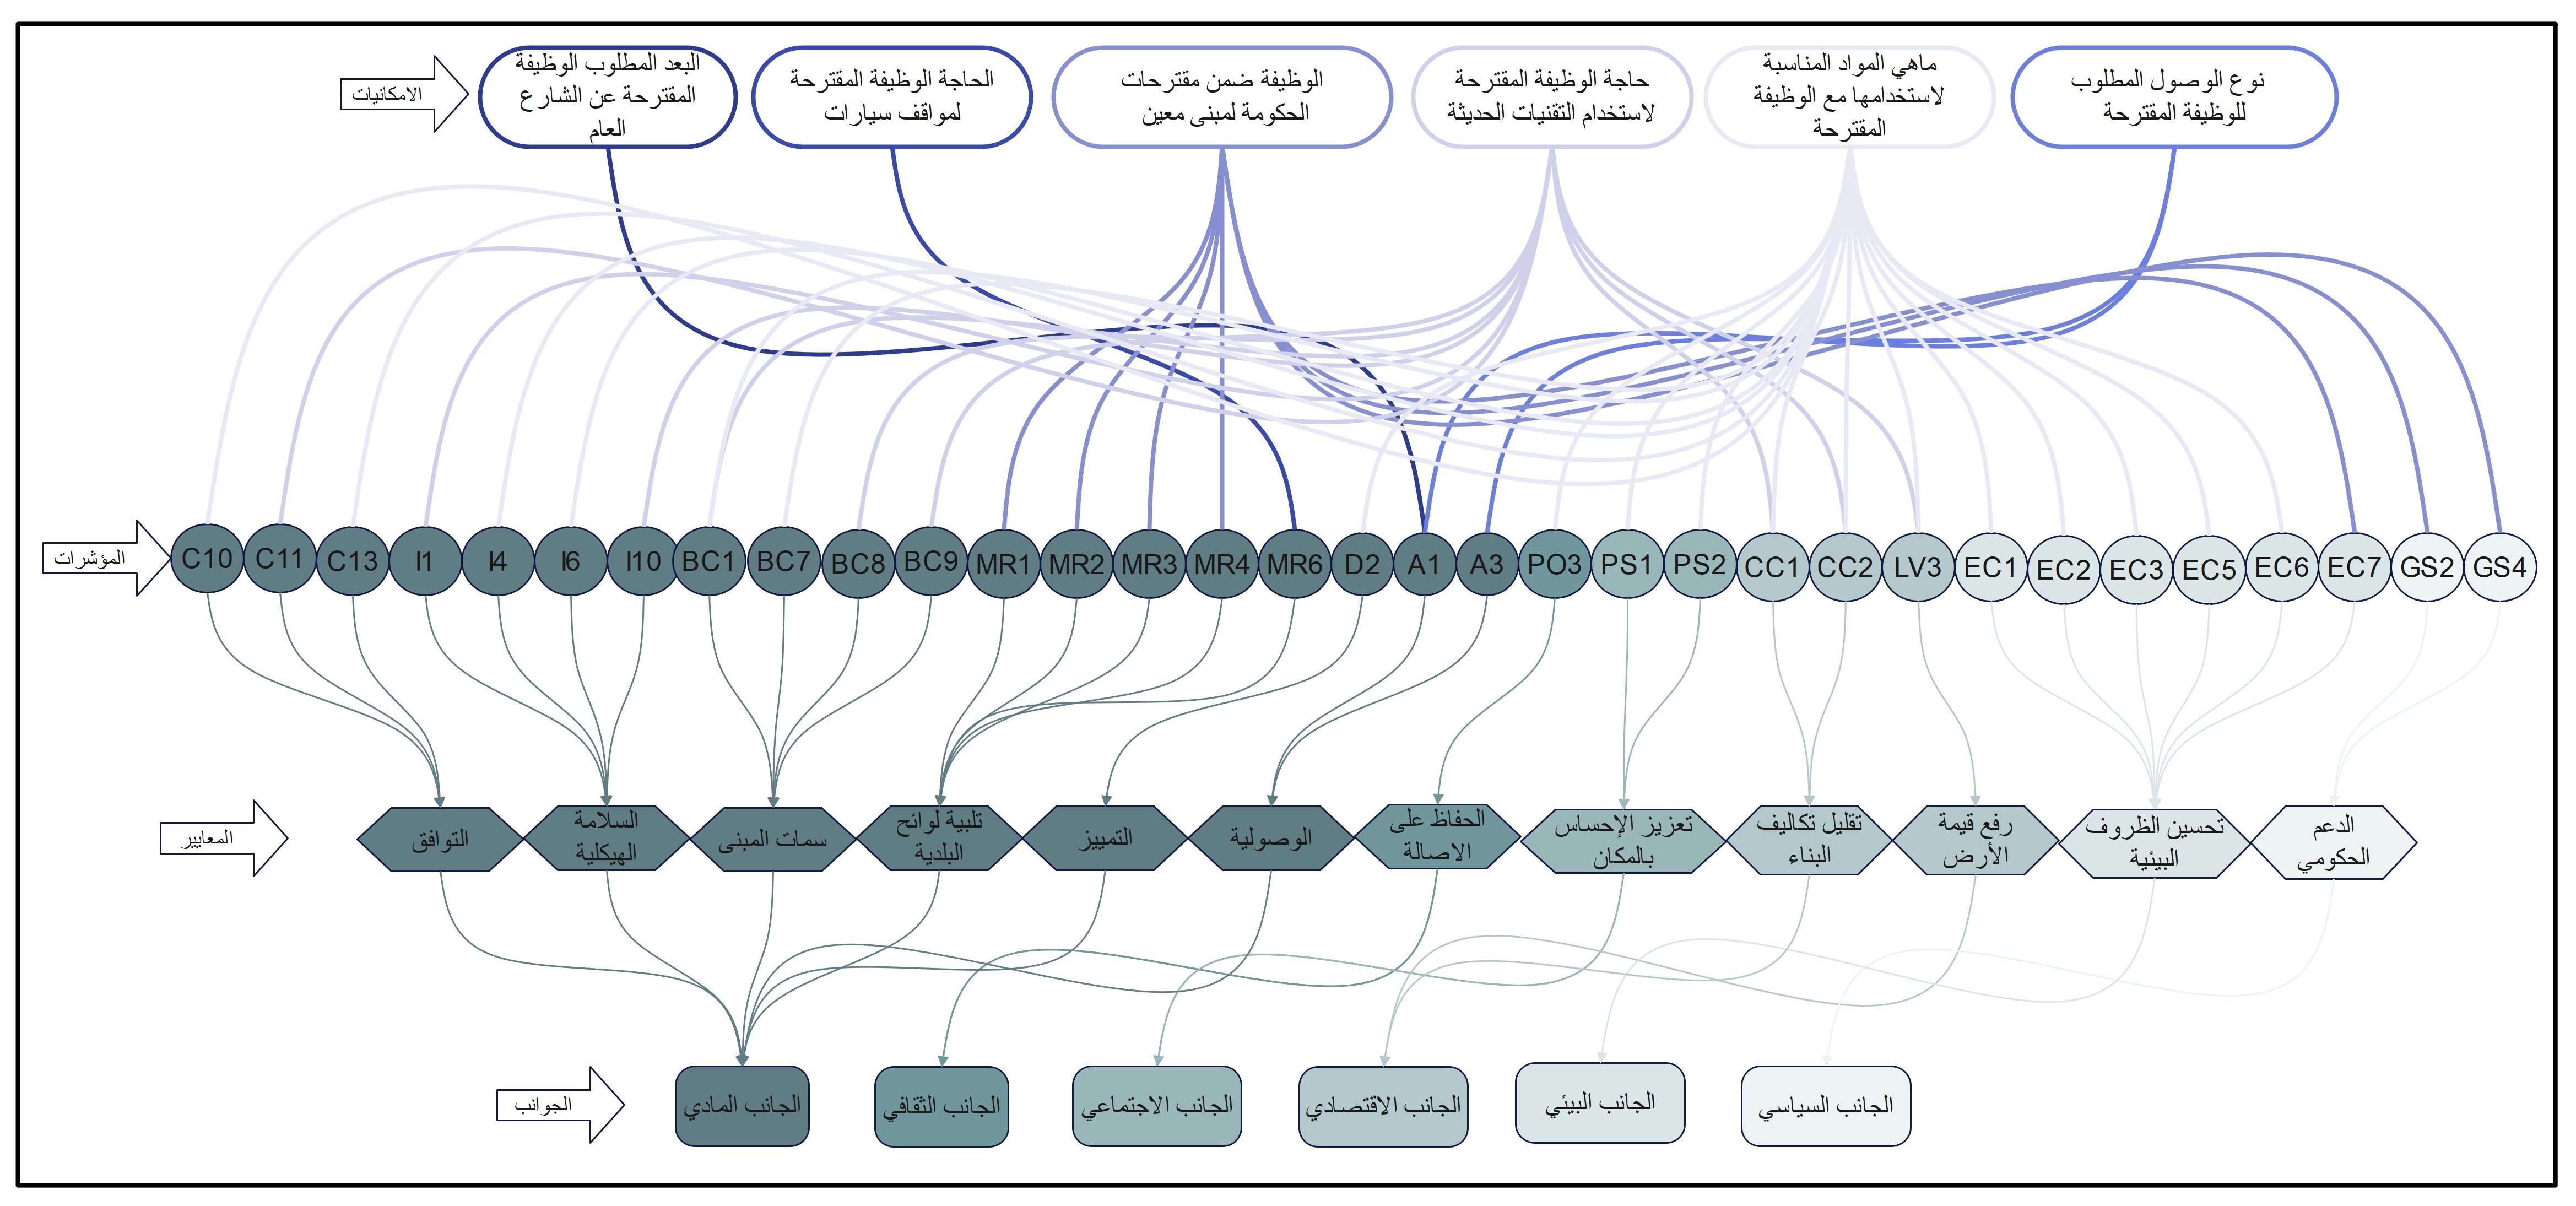 الامكانيات
البعد المطلوب الوظيفة
المقترحة عن الشارع
العام
الحاجة الوظيفة المقترحة
لمواقف سيارات
الوظيفة ضمن مقترحات
الحكومة لمبنى معين
حاجة الوظيفة المقترحة
لاستخدام التقنيات الحديثة
ماهي المواد المناسبة
لاستخدامها مع الوظيفة
المقترحة
نوع الوصول المطلوب
للوظيفة المقترحة
المؤشرات
C10
C11
C13
I1
I4
I6
I10
BC1
BC7
BC8
BC9
MR1
MR2
MR3
MR4
MR6
D2
A1
A3
PO3
PS1
PS2
CC1
CC2
LV3
EC1
EC2
EC3
EC5
EC6
EC7
GS2
GS4
المعايير
التوافق
السلامة
الهيكلية
سمات المبنى
تلبية لوائح
البلدية
التمييز
الوصولية
الحفاظ على
الاصالة
تعزيز الإحساس
بالمكان
تقليل تكاليف
البناء
رفع قيمة
الأرض
تحسين الظروف
البيئية
الدعم
الحكومي
الجوانب
الجانب المادي
الجانب الثقافي
الجانب الاجتماعي
الجانب الاقتصادي
الجانب البيئي
الجانب السياسي